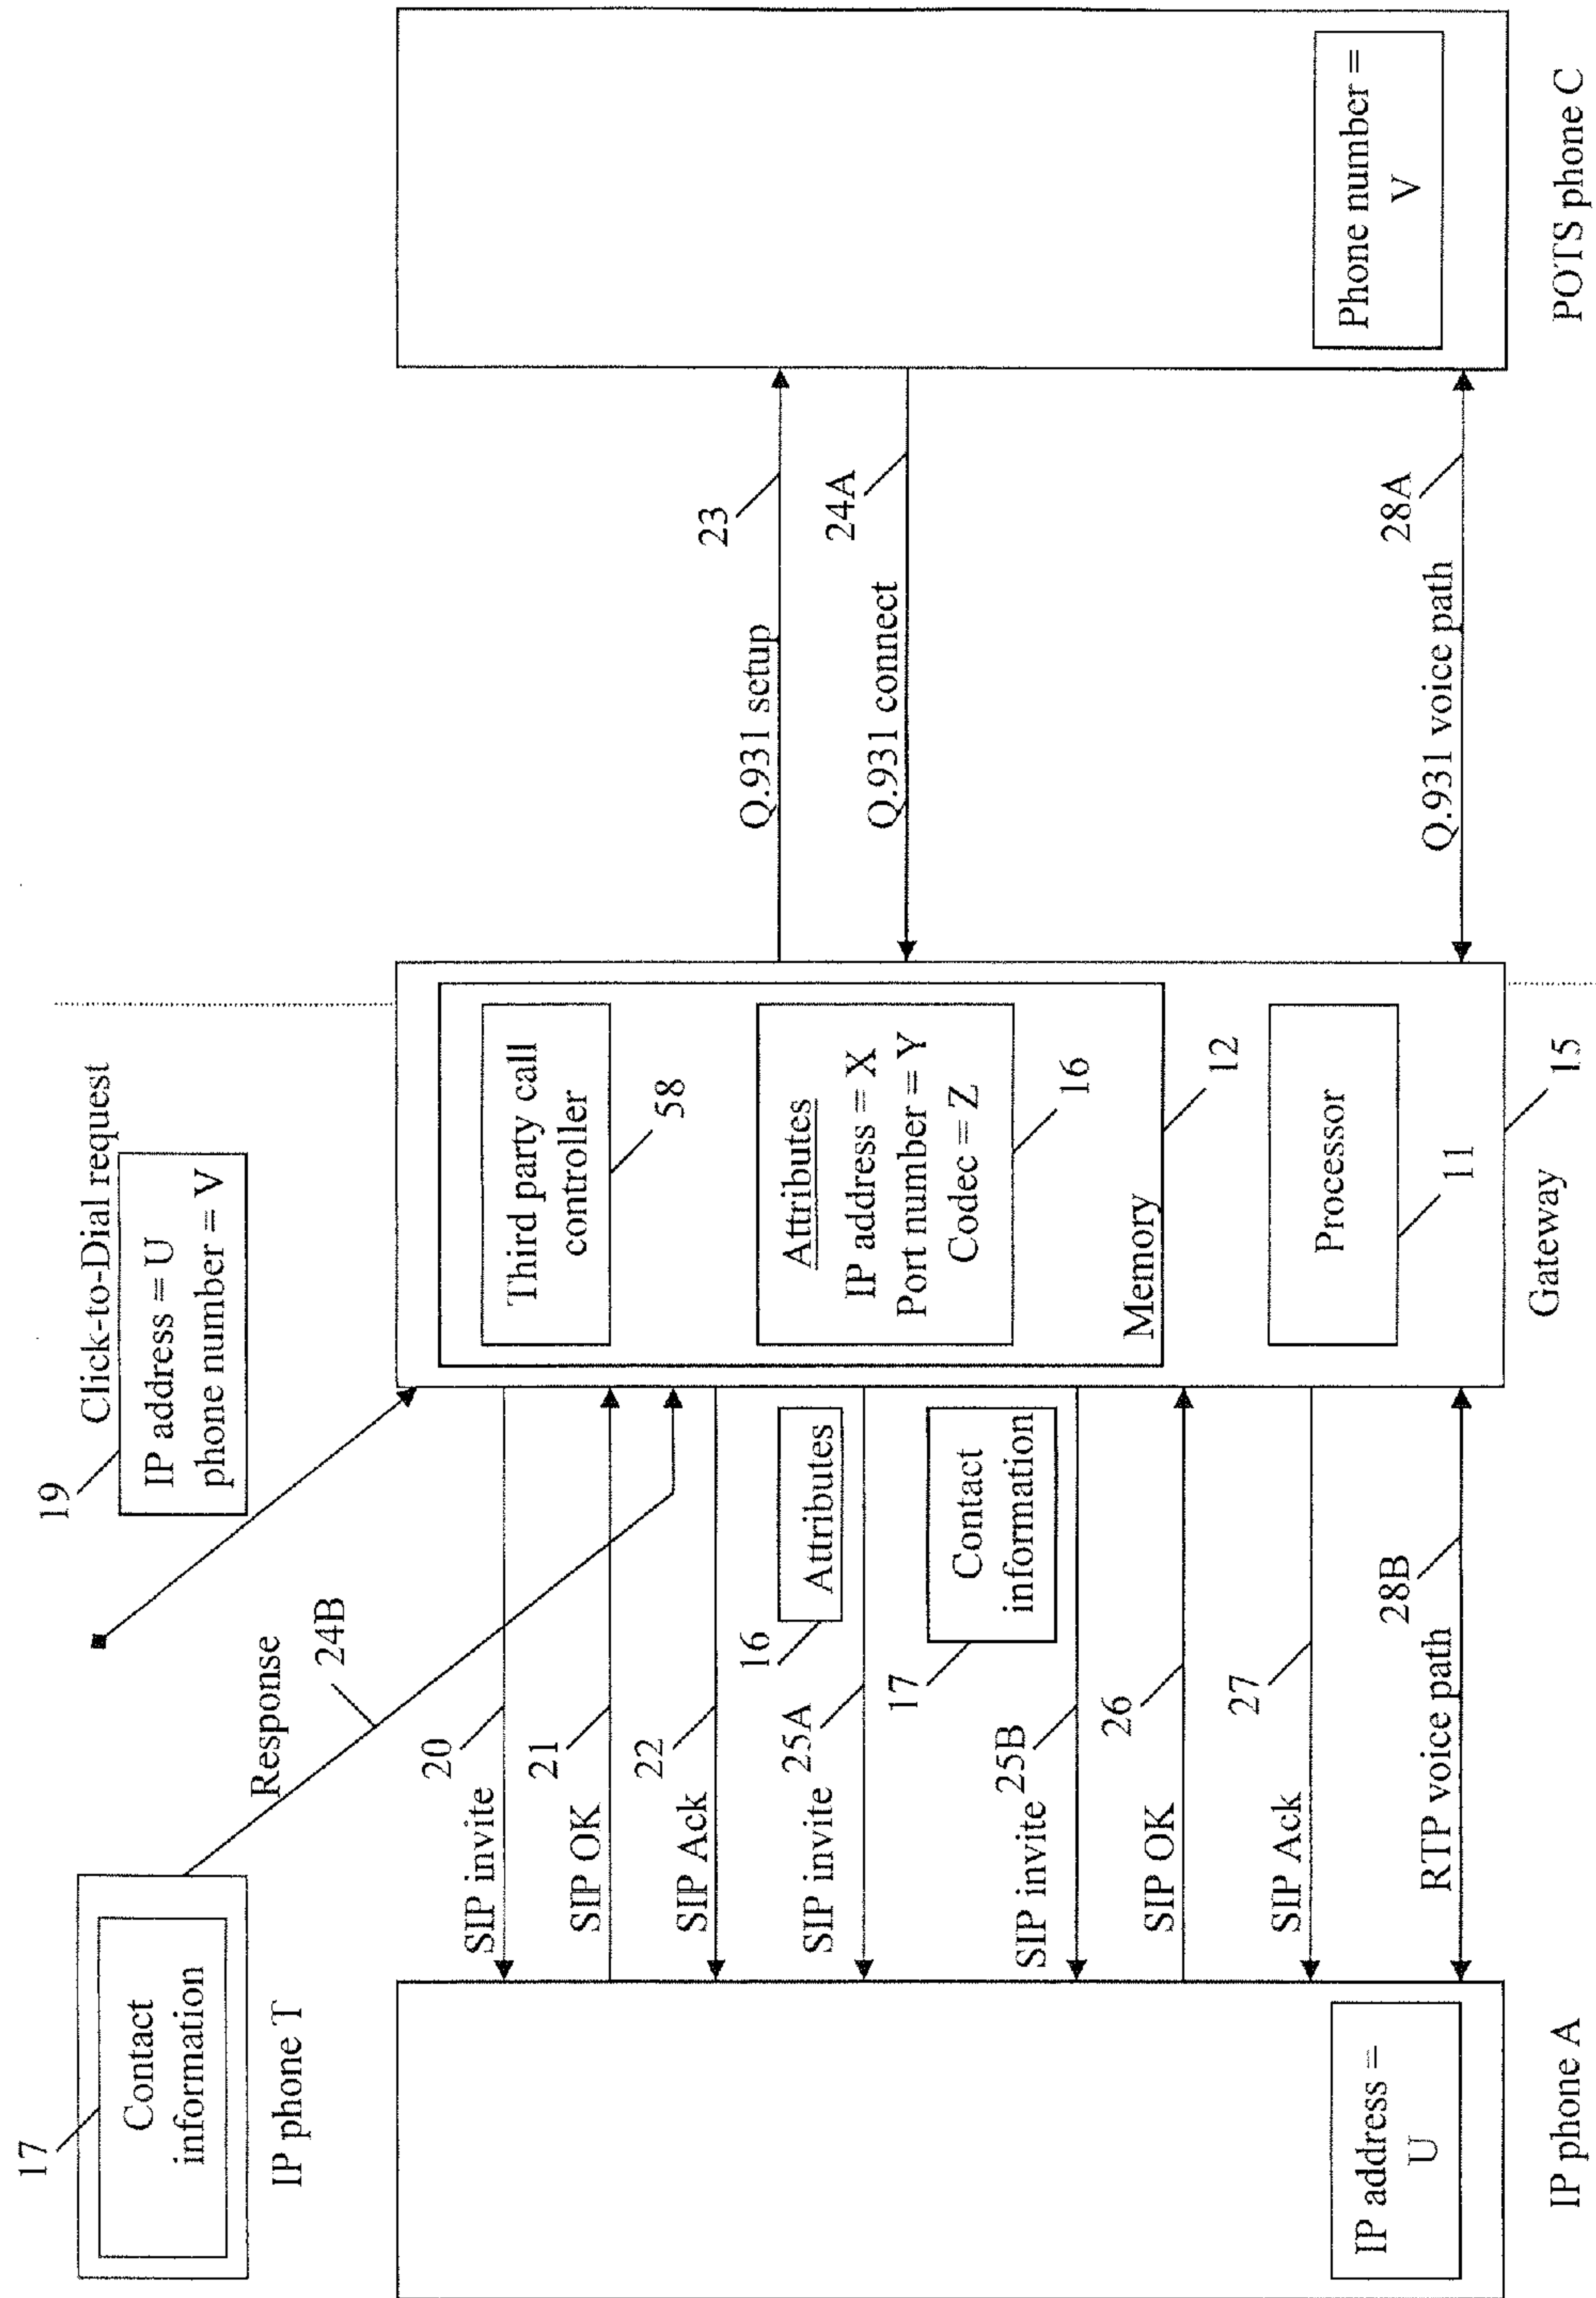 17
Contact
information
IP phone T
Response
24B
19
Click-to-Dial request
IP address = U
phone number = V
SIP invite
20
SIP OK
21
SIP Ack
22
SIP invite
25A
16
Attributes
SIP invite
25B
17
Contact
information
SIP OK
26
SIP Ack
27
RTP voice path
28B
IP address =
U
IP phone A
Third party call
controller
58
Attributes
IP address = X
Port number = Y
Codec = Z
16
Memory
12
Processor
11
Gateway
15
Q.931 setup
23
Q.931 connect
24A
Q.931 voice path
28A
Phone number =
V
POTS phone C